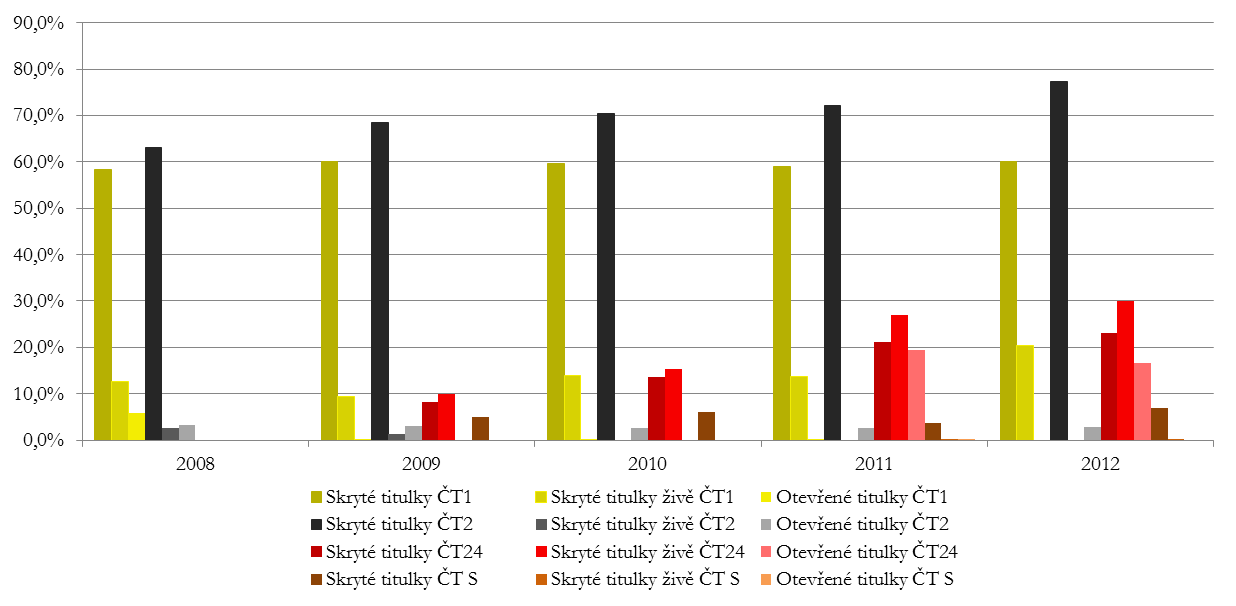 90,0%
80,0%
70,0%
60,0%
50,0%
40,0%
30,0%
20,0%
10,0%
0,0%
2008 2009 2010 2011 2012
Skryté titulky ČT1 Skryté titulky živě ČT1 Otevřené titulky ČT1
Skryté titulky ČT2 Skryté titulky živě ČT2 Otevřené titulky ČT2
Skryté titulky ČT24 Skryté titulky živě ČT24 Otevřené titulky ČT24
Skryté titulky ČT S Skryté titulky živě ČT S Otevřené titulky ČT S